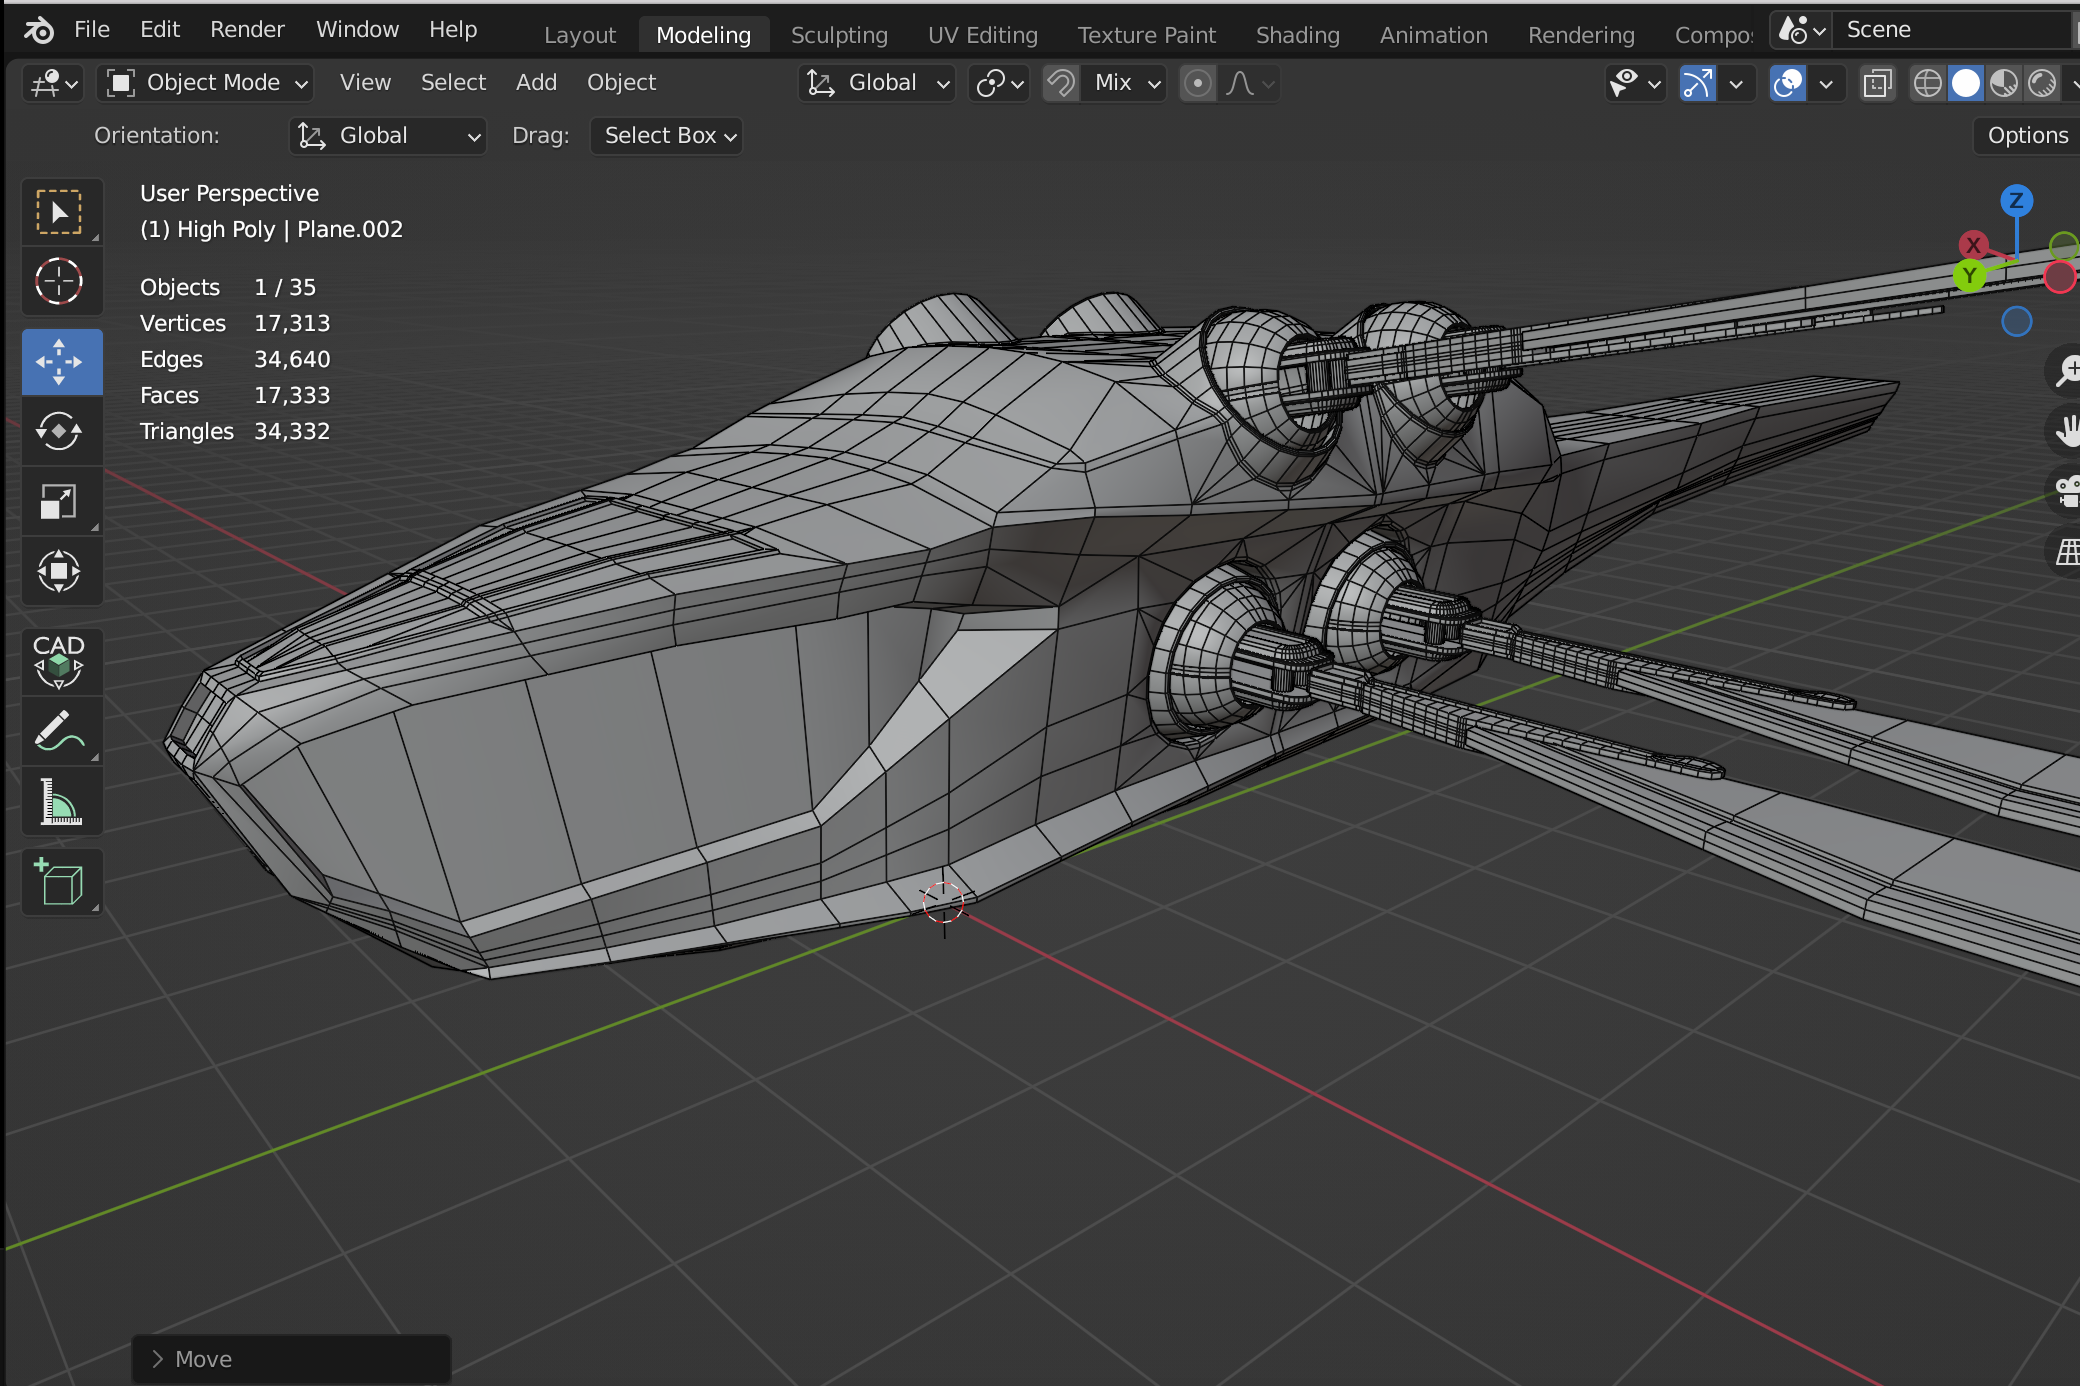 File Edit Render Window Help Layout Modeling Sculpting UV Editing Texture Paint Shading Animation Rendering Compo Scene
Object Mode View Select Add Object Global Mix
Orientation: Global Drag: Select Box Options
User Perspective
(1) High Poly | Plane.002
Objects 1 / 35
Vertices 17,313
Edges 34,640
Faces 17,333
Triangles 34,332
Z
X
Y
CAD
Move